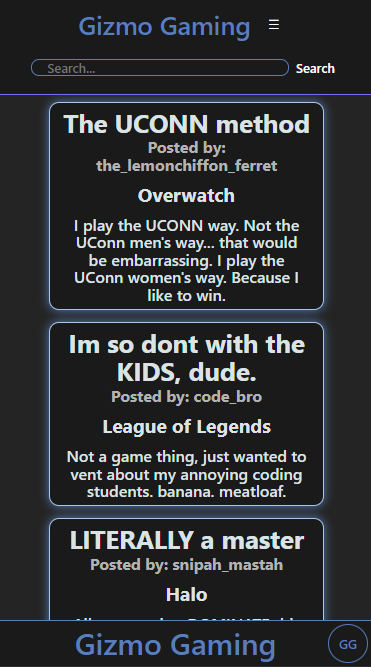 Gizmo Gaming ☰
Search... Search
The UCONN method
Posted by:
the_lemonchiffon_ferret
Overwatch
I play the UCONN way. Not the
UConn men's way... that would
be embarrassing. I play the
UConn women's way. Because I
like to win.
Im so dont with the
KIDS, dude.
Posted by: code_bro
League of Legends
Not a game thing, just wanted to
vent about my annoying coding
students. banana. meatloaf.
LITERALLY a master
Posted by: snipah_mastah
Halo
Gizmo Gaming GG